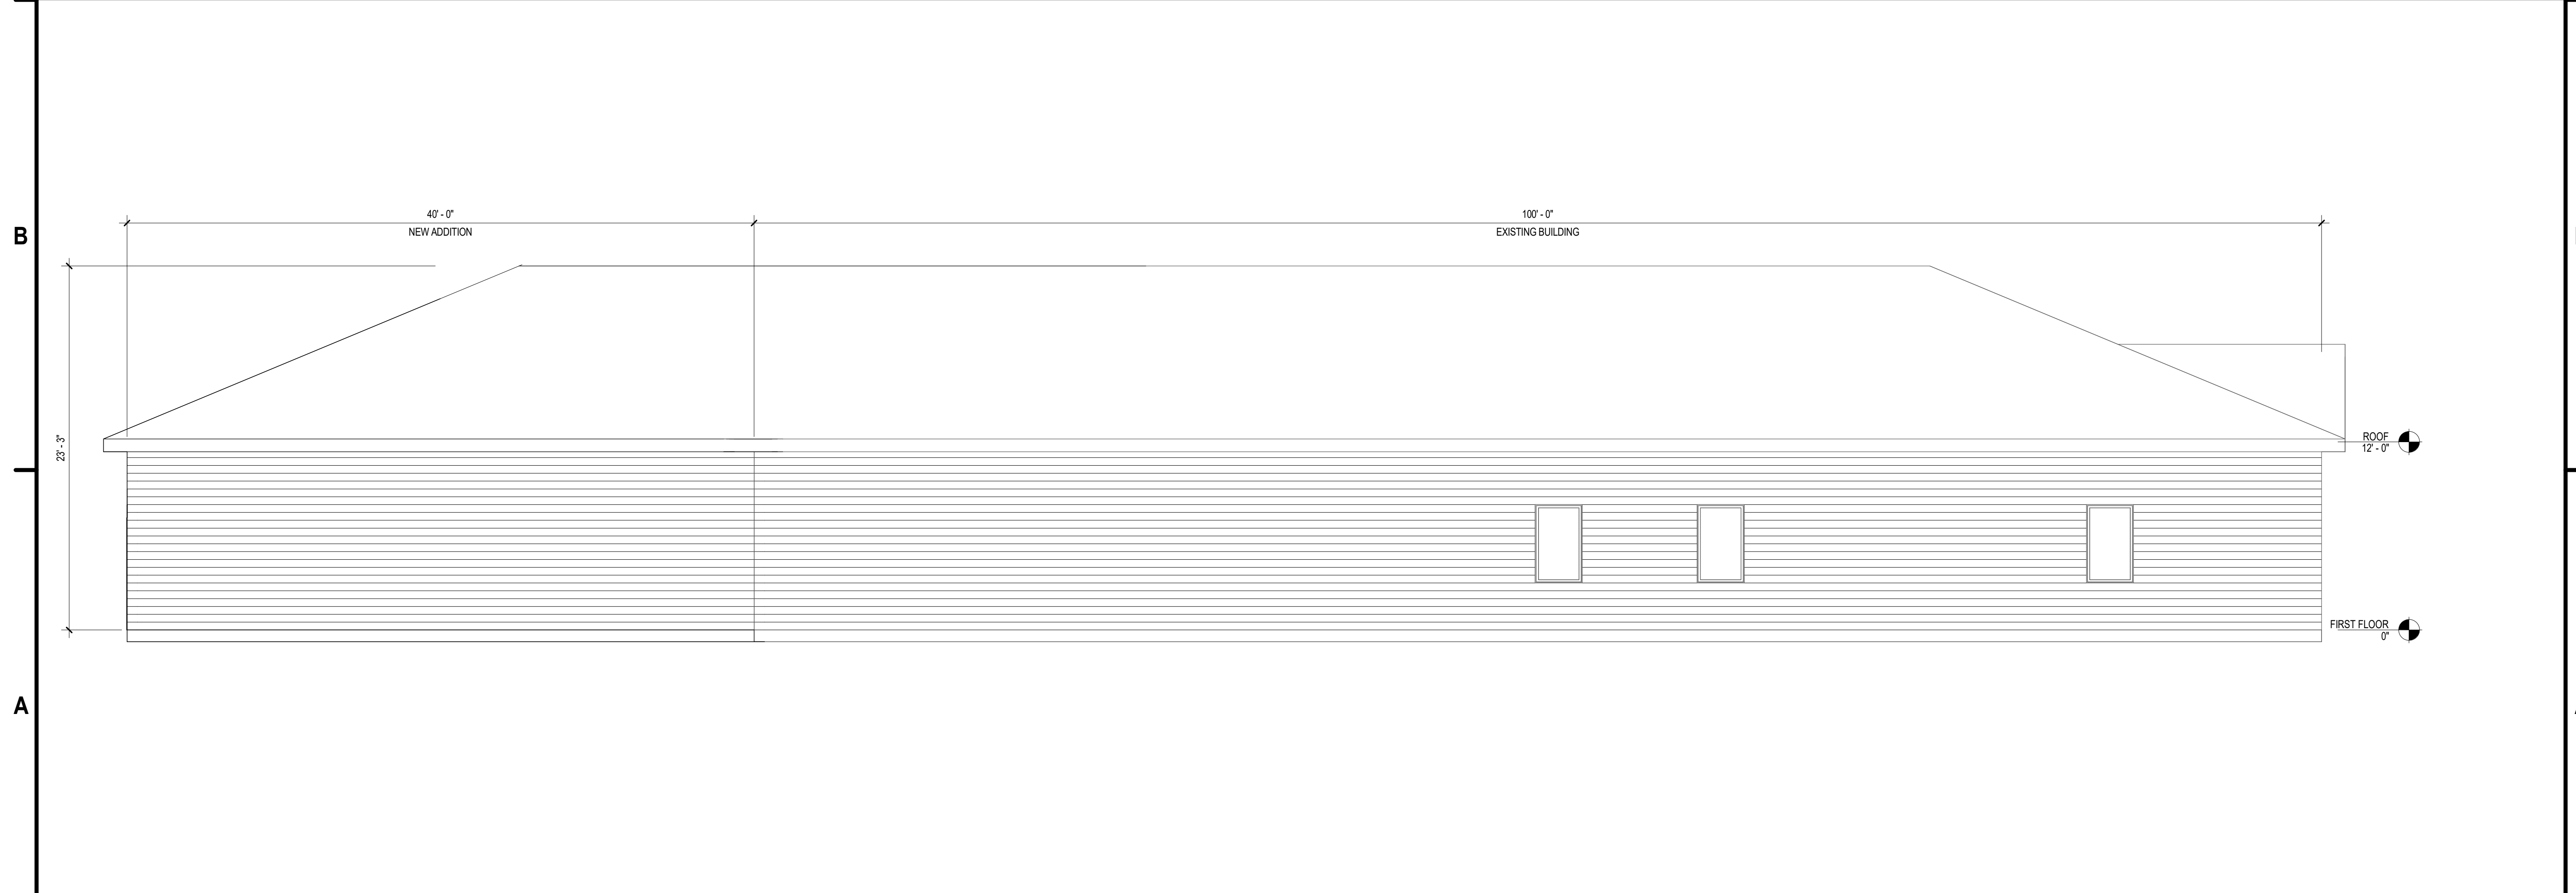 40' - 0"
NEW ADDITION
100' - 0"
EXISTING BUILDING
B
23' - 3"
ROOF
12' - 0"
FIRST FLOOR
0"
A